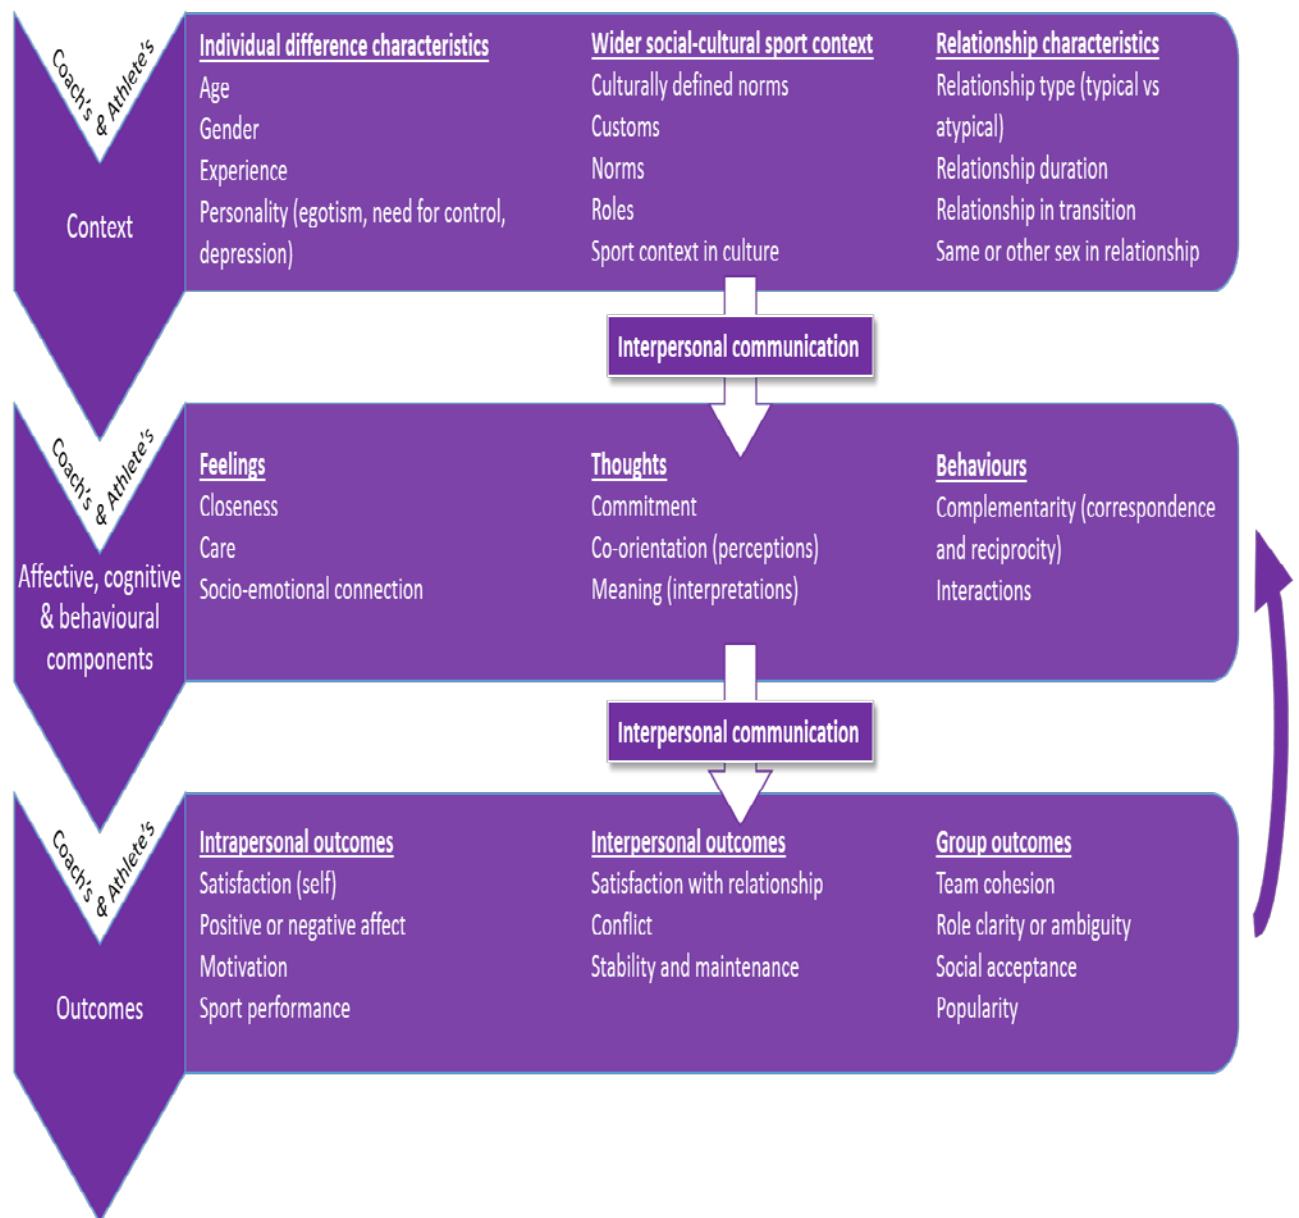 Coach's & Athlete's
Context
Individual difference characteristics
Age
Gender
Experience
Personality (egotism, need for control,
depression)
Wider social-cultural sport context
Culturally defined norms
Customs
Norms
Roles
Sport context in culture
Relationship characteristics
Relationship type (typical vs
atypical)
Relationship duration
Relationship in transition
Same or other sex in relationship
Interpersonal communication
Coach's & Athlete's
Affective, cognitive
& behavioural
components
Feelings
Closeness
Care
Socio-emotional connection
Thoughts
Commitment
Co-orientation (perceptions)
Meaning (interpretations)
Behaviours
Complementarity (correspondence
and reciprocity)
Interactions
Interpersonal communication
Coach's & Athlete's
Outcomes
Intrapersonal outcomes
Satisfaction (self)
Positive or negative affect
Motivation
Sport performance
Interpersonal outcomes
Satisfaction with relationship
Conflict
Stability and maintenance
Group outcomes
Team cohesion
Role clarity or ambiguity
Social acceptance
Popularity